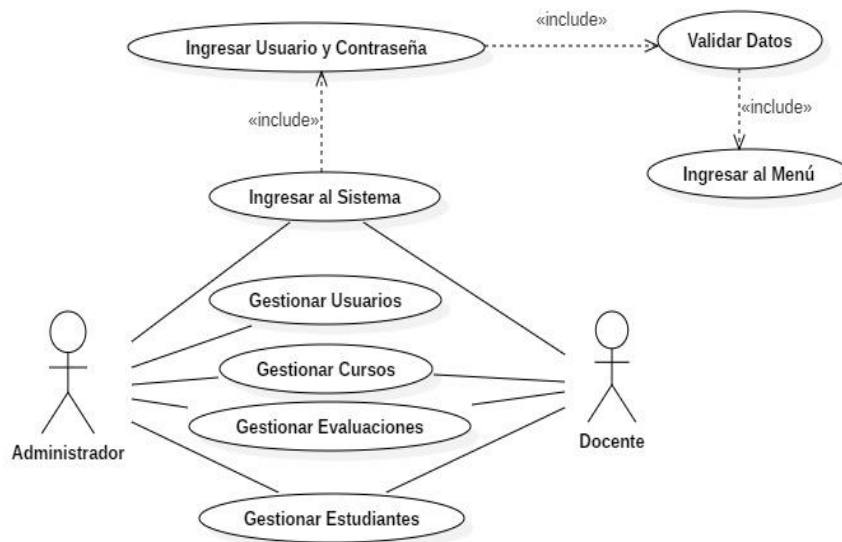 «include»
Ingresar Usuario y Contraseña
Validar Datos
«include»
«include»
Ingresar al Menú
Ingresar al Sistema
Gestionar Usuarios
Gestionar Cursos
Gestionar Evaluaciones
Administrador
Docente
Gestionar Estudiantes